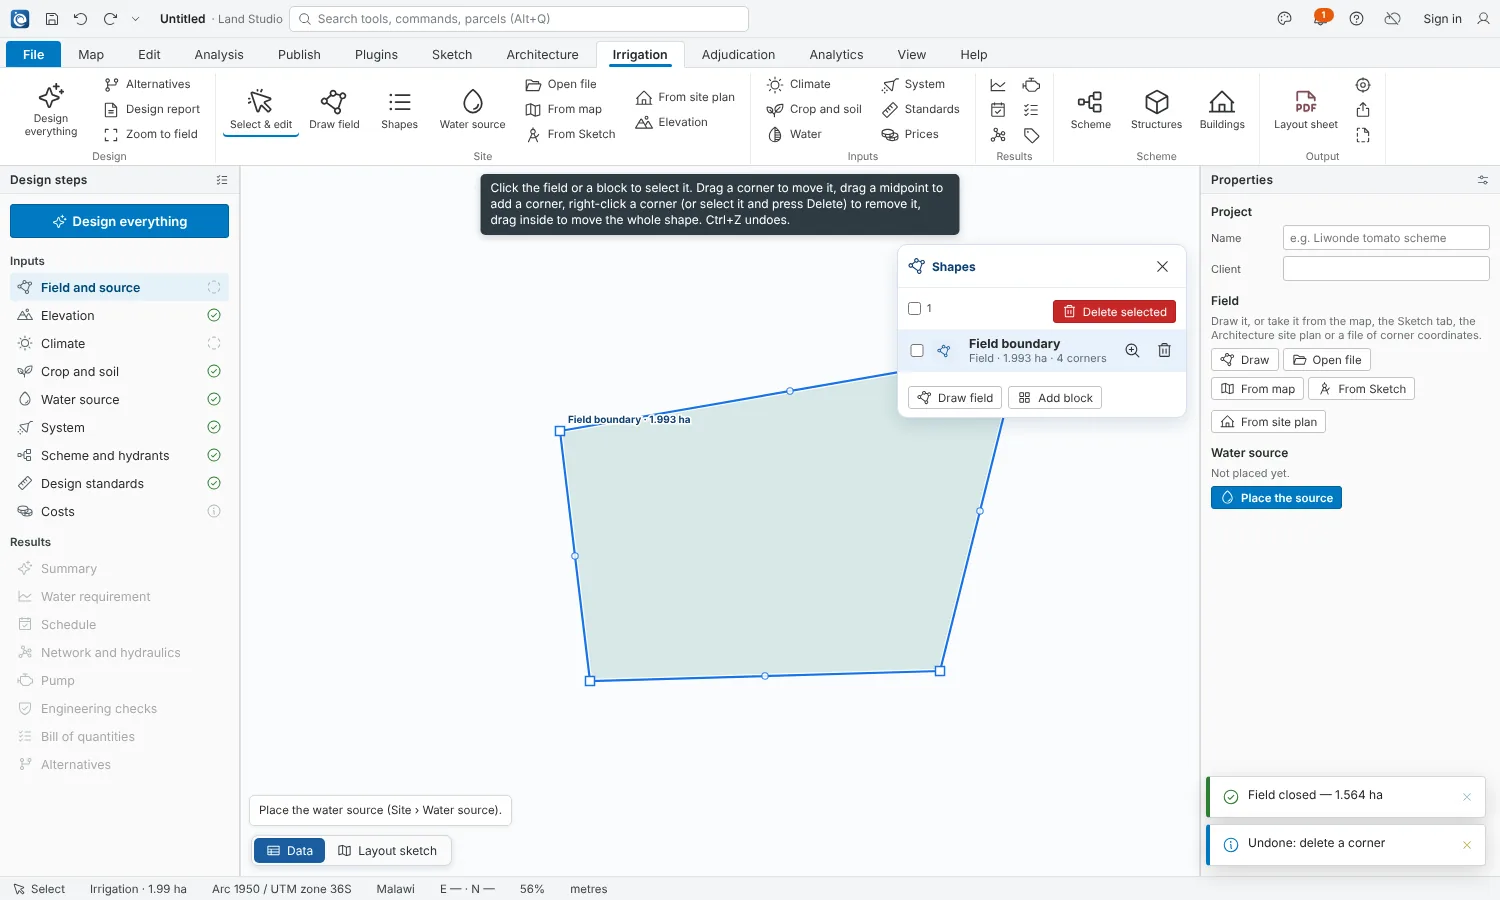 Untitled · Land Studio
Search tools, commands, parcels (Alt+Q)
1
Sign in
File
Map
Edit
Analysis
Publish
Plugins
Sketch
Architecture
Irrigation
Adjudication
Analytics
View
Help
Design everything
Alternatives
Design report
Zoom to field
Design
Select & edit
Draw field
Shapes
Water source
Open file
From map
From Sketch
From site plan
Elevation
Site
Climate
Crop and soil
Water
System
Standards
Prices
Inputs
Results
Scheme
Structures
Buildings
Scheme
PDF
Layout sheet
Output
Design steps
Design everything
Inputs
Field and source
Elevation
Climate
Crop and soil
Water source
System
Scheme and hydrants
Design standards
Costs
Results
Summary
Water requirement
Schedule
Network and hydraulics
Pump
Engineering checks
Bill of quantities
Alternatives
Click the field or a block to select it. Drag a corner to move it, drag a midpoint to
add a corner, right-click a corner (or select it and press Delete) to remove it,
drag inside to move the whole shape. Ctrl+Z undoes.
Shapes
1
Delete selected
Field boundary
Field · 1.993 ha · 4 corners
Draw field
Add block
Field boundary · 1.993 ha
Place the water source (Site › Water source).
Data
Layout sketch
Properties
Project
Name
e.g. Liwonde tomato scheme
Client
Field
Draw it, or take it from the map, the Sketch tab, the
Architecture site plan or a file of corner coordinates.
Draw
Open file
From map
From Sketch
From site plan
Water source
Not placed yet.
Place the source
Field closed — 1.564 ha
Undone: delete a corner
Select
Irrigation · 1.99 ha
Arc 1950 / UTM zone 36S
Malawi
E — · N —
56%
metres